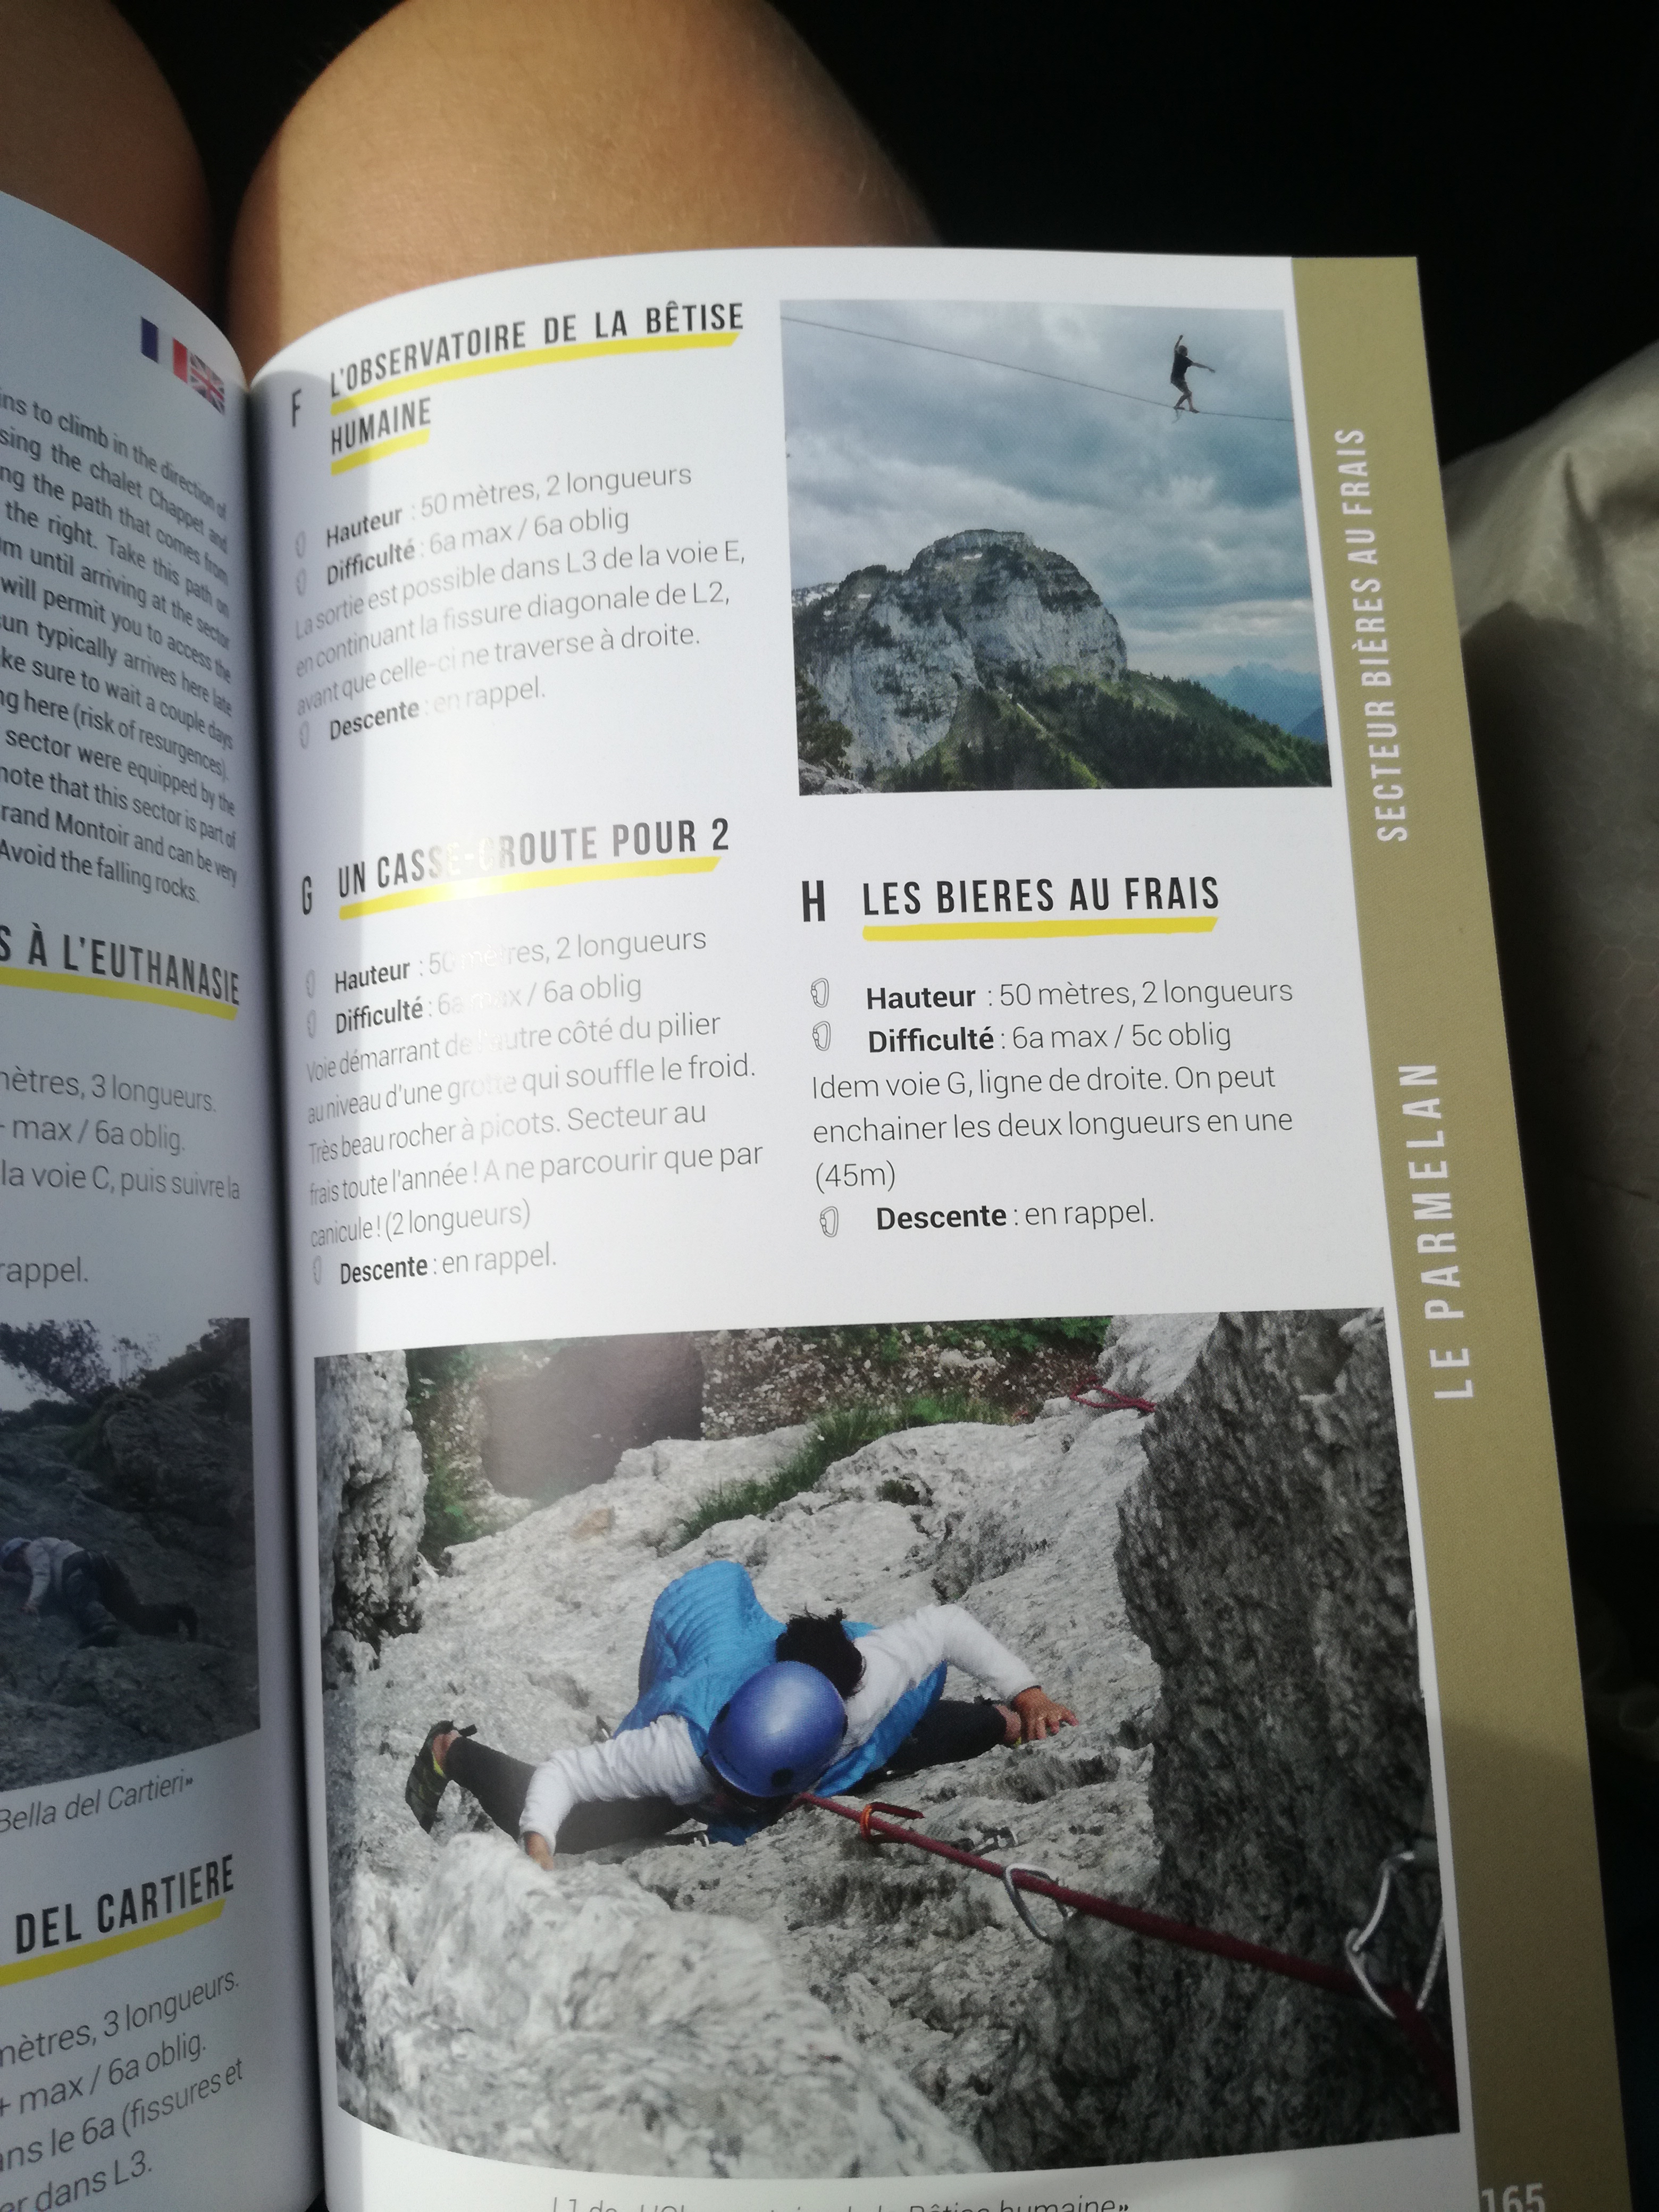 ins to climb in the direction of
sing the chalet Chappet and
ng the path that comes from
the right. Take this path on
om until arriving at the sector
will permit you to access the
sun typically arrives here late
ke sure to wait a couple days
ng here (risk of resurgences).
sector were equipped by the
note that this sector is part of
rand Montoir and can be very
Avoid the falling rocks.
S À L'EUTHANASIE
mètres, 3 longueurs.
+ max / 6a oblig.
la voie C, puis suivre la
rappel.
Bella del Cartieri»
DEL CARTIERE
mètres, 3 longueurs.
+ max / 6a oblig.
ans le 6a (fissures et
er dans L3.
F L'OBSERVATOIRE DE LA BÊTISE
HUMAINE
Hauteur : 50 mètres, 2 longueurs
Difficulté : 6a max / 6a oblig
La sortie est possible dans L3 de la voie E,
en continuant la fissure diagonale de L2,
avant que celle-ci ne traverse à droite.
Descente : en rappel.
G UN CASSE-CROUTE POUR 2
Hauteur : 50 mètres, 2 longueurs
Difficulté : 6a max / 6a oblig
Voie démarrant de l'autre côté du pilier
au niveau d'une grotte qui souffle le froid.
Très beau rocher à picots. Secteur au
frais toute l'année ! A ne parcourir que par
canicule ! (2 longueurs)
Descente : en rappel.
H LES BIERES AU FRAIS
Hauteur : 50 mètres, 2 longueurs
Difficulté : 6a max / 5c oblig
Idem voie G, ligne de droite. On peut
enchainer les deux longueurs en une
(45m)
Descente : en rappel.
SECTEUR BIÈRES AU FRAIS
LE PARMELAN
Bêtise humaine»
165